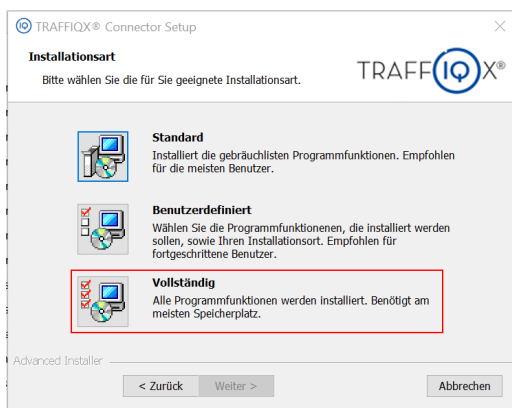 TRAFFIQX® Connector Setup
Installationsart
Bitte wählen Sie die für Sie geeignete Installationsart.
TRAFFIQX®
Standard
Installiert die gebräuchlisten Programmfunktionen. Empfohlen
für die meisten Benutzer.
Benutzerdefiniert
Wählen Sie die Programmfunktionenen, die installiert werden
sollen, sowie Ihren Installationsort. Empfohlen für
fortgeschrittene Benutzer.
Vollständig
Alle Programmfunktionen werden installiert. Benötigt am
meisten Speicherplatz.
Advanced Installer
< Zurück
Weiter >
Abbrechen